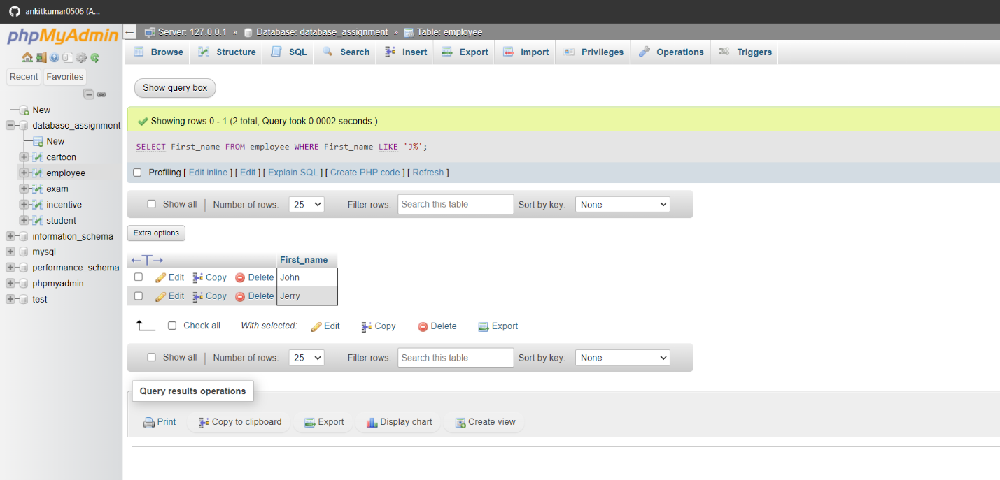 ankitkumar0506 (A...
phpMyAdmin
Recent Favorites
New
database_assignment
New
cartoon
employee
exam
incentive
student
information_schema
mysql
performance_schema
phpmyadmin
test
Server: 127.0.0.1 » Database: database_assignment » Table: employee
Browse Structure SQL Search Insert Export Import Privileges Operations Triggers
Show query box
Showing rows 0 - 1 (2 total, Query took 0.0002 seconds.)
SELECT First_name FROM employee WHERE First_name LIKE 'J%';
Profiling [ Edit inline ] [ Edit ] [ Explain SQL ] [ Create PHP code ] [ Refresh ]
Show all Number of rows: 25 Filter rows: Search this table Sort by key: None
Extra options
First_name
Edit Copy Delete John
Edit Copy Delete Jerry
Check all With selected: Edit Copy Delete Export
Show all Number of rows: 25 Filter rows: Search this table Sort by key: None
Query results operations
Print Copy to clipboard Export Display chart Create view